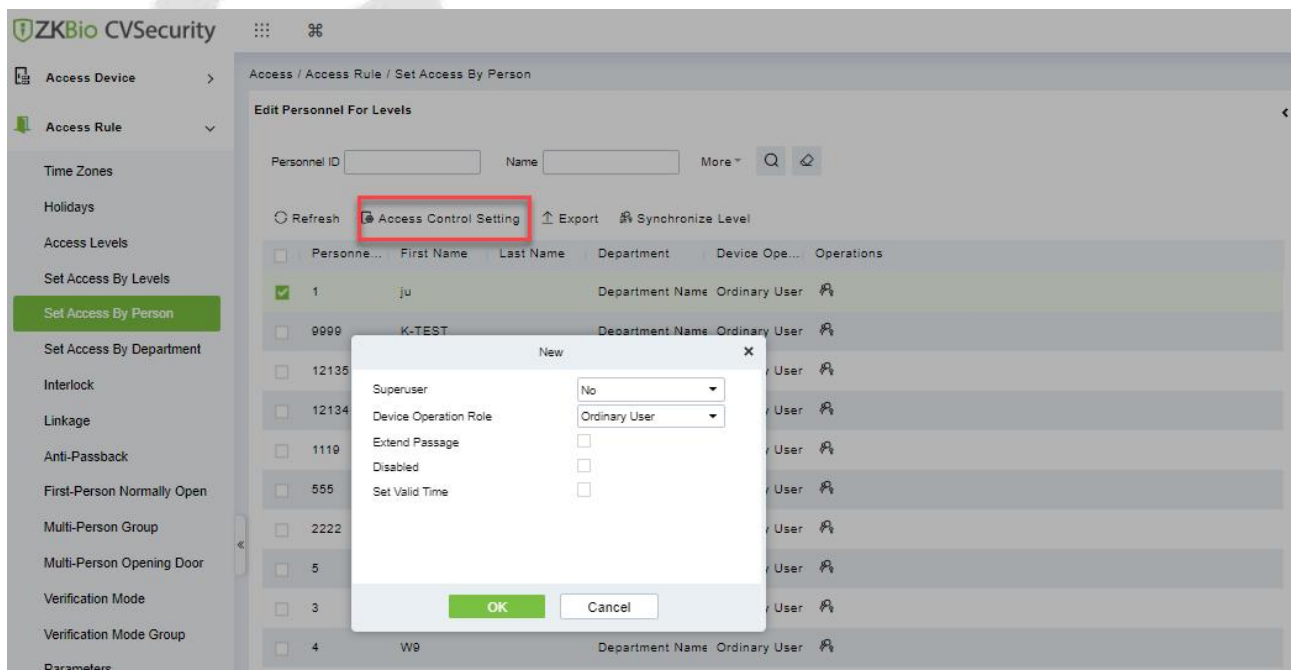 ZKBio CVSecurity
Access Device
Access Rule
Time Zones
Holidays
Access Levels
Set Access By Levels
Set Access By Person
Set Access By Department
Interlock
Linkage
Anti-Passback
First-Person Normally Open
Multi-Person Group
Multi-Person Opening Door
Verification Mode
Verification Mode Group
Parameters
Access / Access Rule / Set Access By Person
Edit Personnel For Levels
Personnel ID Name More
Refresh Access Control Setting Export Synchronize Level
Personne... First Name Last Name Department Device Ope... Operations
1 ju Department Name Ordinary User
9999 K-TEST Department Name Ordinary User
12135 User
12134 User
1119 User
555 User
2222 User
5 User
3 User
4 W9 Department Name Ordinary User
New
Superuser No
Device Operation Role Ordinary User
Extend Passage
Disabled
Set Valid Time
OK Cancel